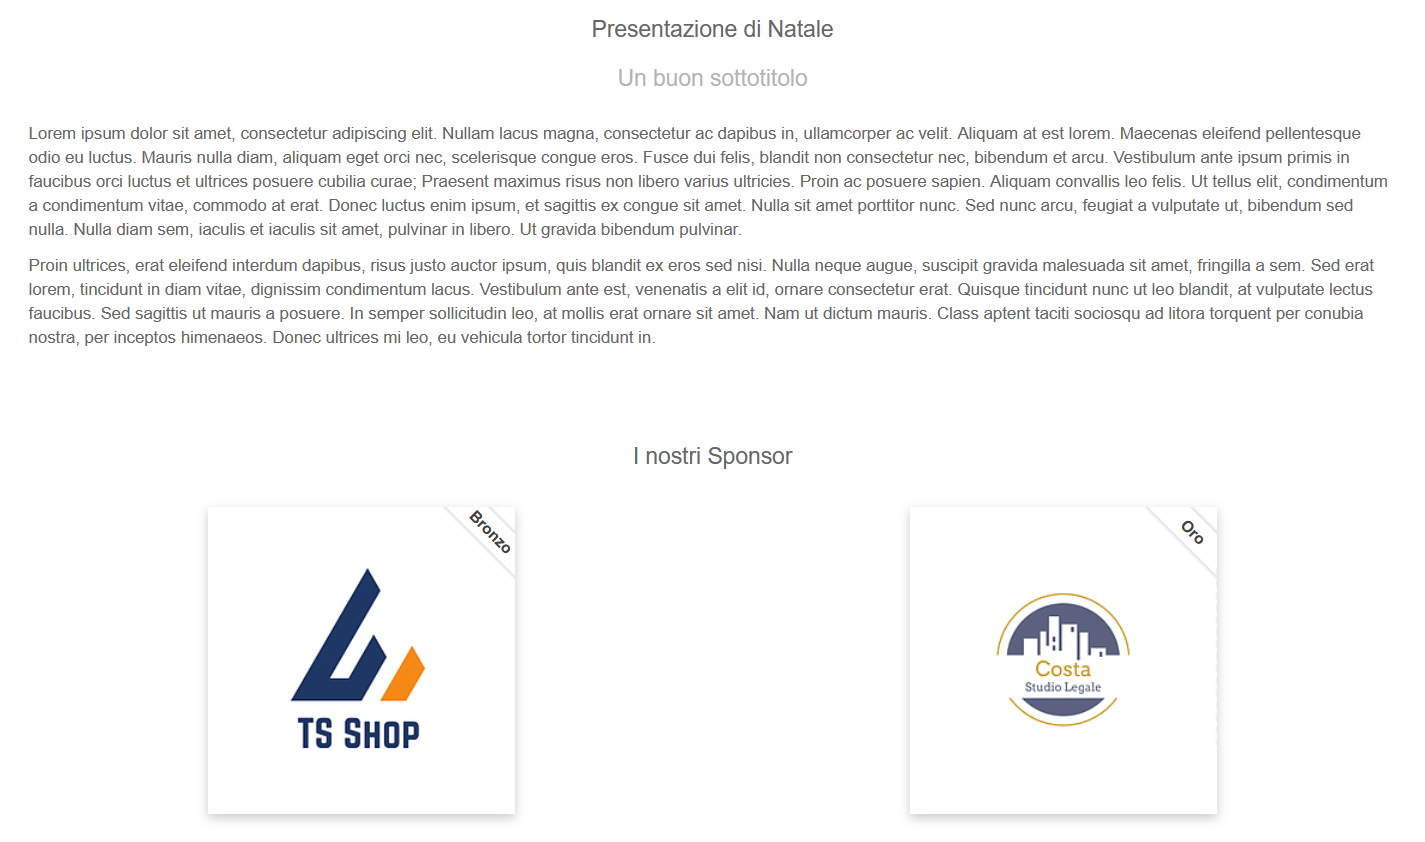 Presentazione di Natale
Un buon sottotitolo
Lorem ipsum dolor sit amet, consectetur adipiscing elit. Nullam lacus magna, consectetur ac dapibus in, ullamcorper ac velit. Aliquam at est lorem. Maecenas eleifend pellentesque
odio eu luctus. Mauris nulla diam, aliquam eget orci nec, scelerisque congue eros. Fusce dui felis, blandit non consectetur nec, bibendum et arcu. Vestibulum ante ipsum primis in
faucibus orci luctus et ultrices posuere cubilia curae; Praesent maximus risus non libero varius ultricies. Proin ac posuere sapien. Aliquam convallis leo felis. Ut tellus elit, condimentum
a condimentum vitae, commodo at erat. Donec luctus enim ipsum, et sagittis ex congue sit amet. Nulla sit amet porttitor nunc. Sed nunc arcu, feugiat a vulputate ut, bibendum sed
nulla. Nulla diam sem, iaculis et iaculis sit amet, pulvinar in libero. Ut gravida bibendum pulvinar.
Proin ultrices, erat eleifend interdum dapibus, risus justo auctor ipsum, quis blandit ex eros sed nisi. Nulla neque augue, suscipit gravida malesuada sit amet, fringilla a sem. Sed erat
lorem, tincidunt in diam vitae, dignissim condimentum lacus. Vestibulum ante est, venenatis a elit id, ornare consectetur erat. Quisque tincidunt nunc ut leo blandit, at vulputate lectus
faucibus. Sed sagittis ut mauris a posuere. In semper sollicitudin leo, at mollis erat ornare sit amet. Nam ut dictum mauris. Class aptent taciti sociosqu ad litora torquent per conubia
nostra, per inceptos himenaeos. Donec ultrices mi leo, eu vehicula tortor tincidunt in.
I nostri Sponsor
Bronzo
TS SHOP
Oro
Costa
Studio Legale